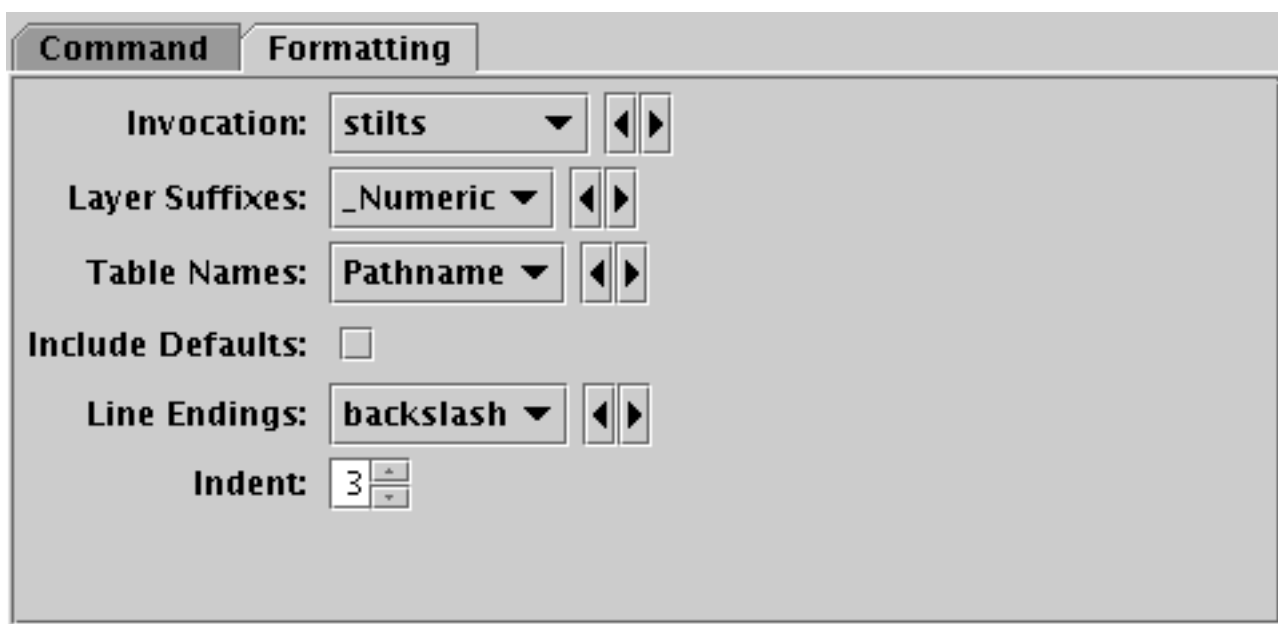 Command Formatting
Invocation: stilts
Layer Suffixes: _Numeric
Table Names: Pathname
Include Defaults:
Line Endings: backslash
Indent: 3